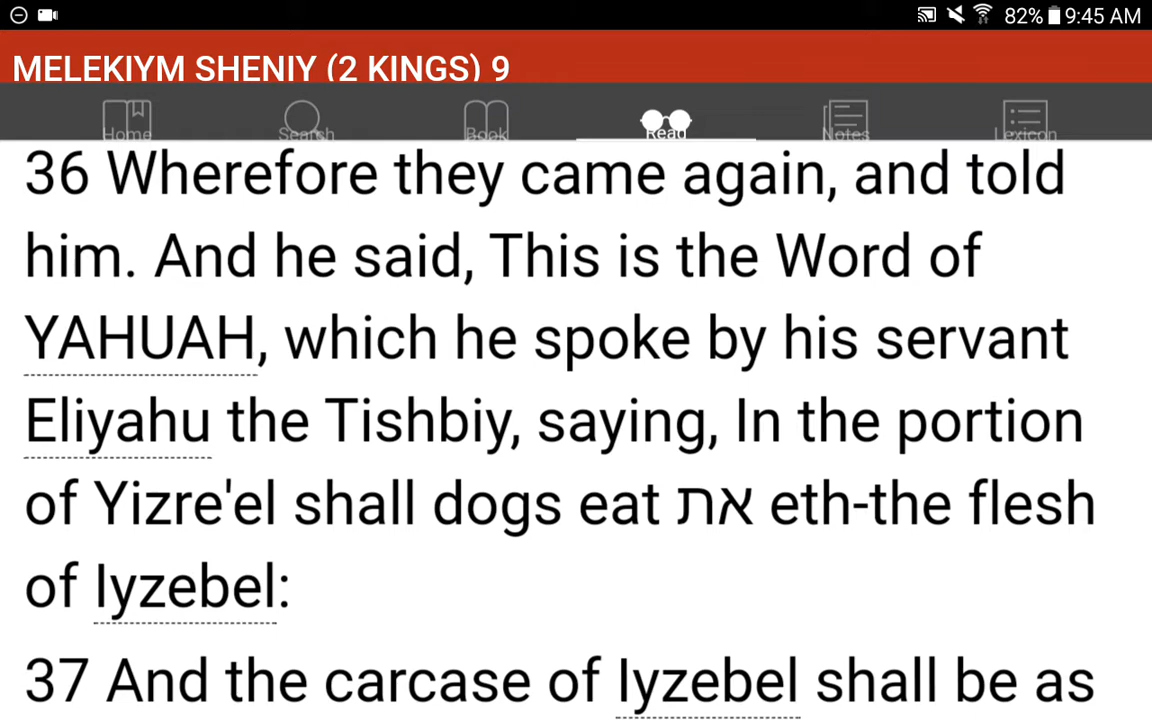 82% 9:45 AM
MELEKIYM SHENIY (2 KINGS) 9
Home Search Book Read Notes Lexicon
36 Wherefore they came again, and told
him. And he said, This is the Word of
YAHUAH, which he spoke by his servant
Eliyahu the Tishbiy, saying, In the portion
of Yizre'el shall dogs eat את eth-the flesh
of Iyzebel:
37 And the carcase of Iyzebel shall be as